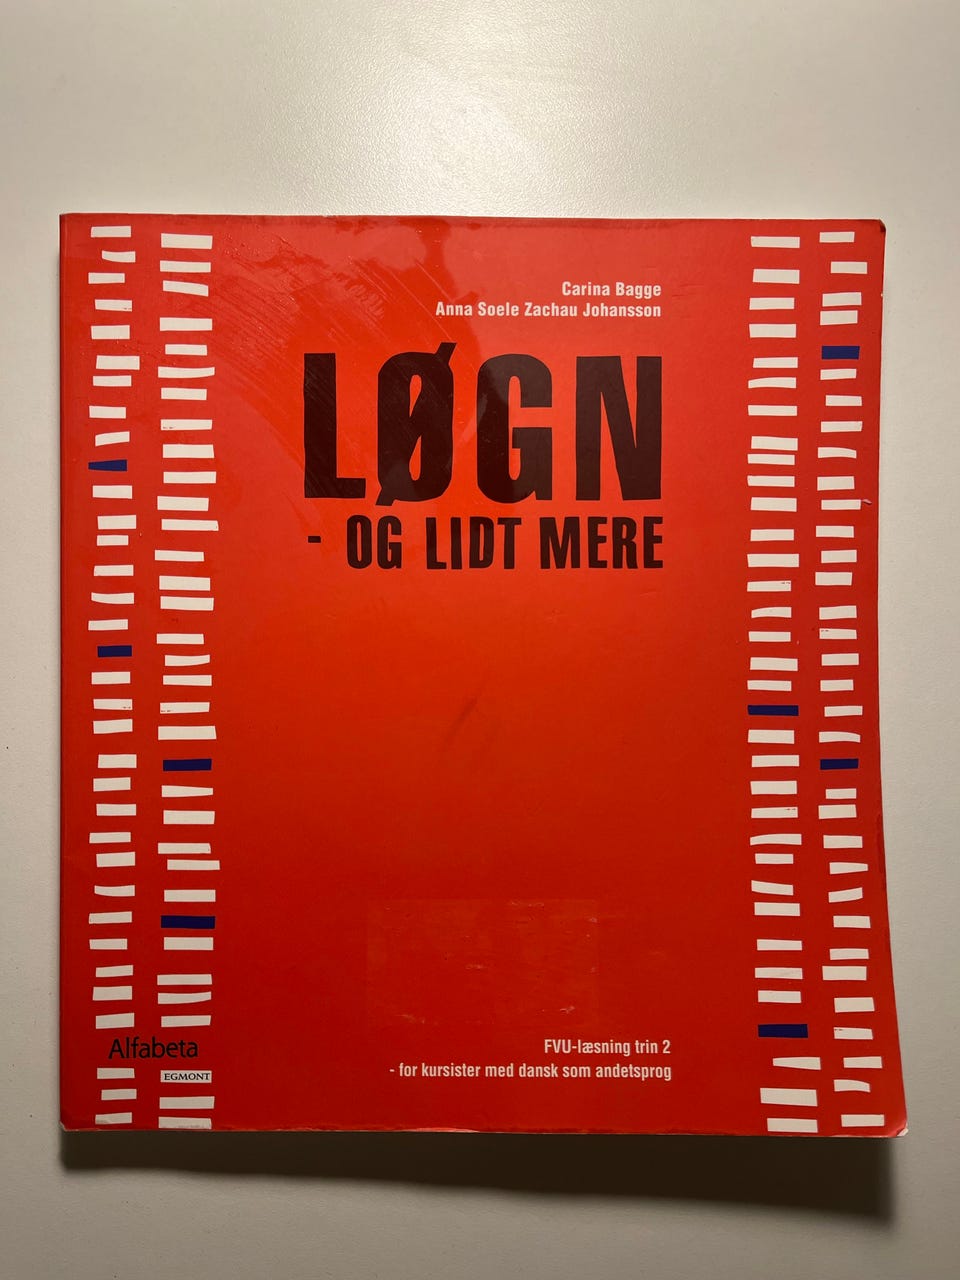 Carina Bagge
Anna Soele Zachau Johansson
LØGN
- OG LIDT MERE
FVU-læsning trin 2
- for kursister med dansk som andetsprog
Alfabeta
EGMONT